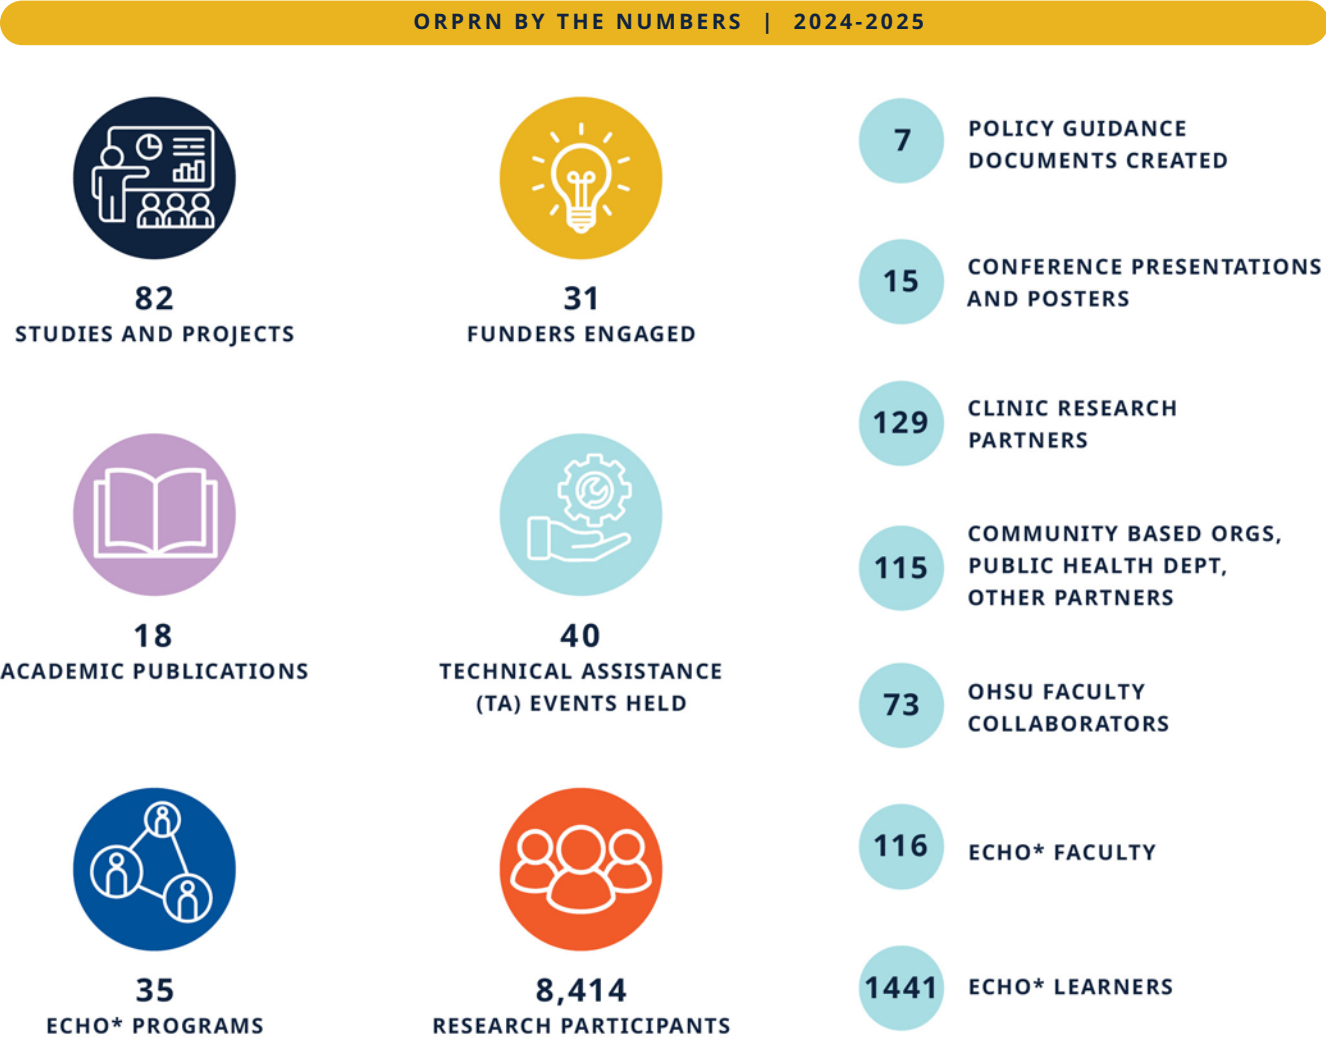 ORPRN BY THE NUMBERS | 2024-2025
82
STUDIES AND PROJECTS
31
FUNDERS ENGAGED
18
ACADEMIC PUBLICATIONS
40
TECHNICAL ASSISTANCE
(TA) EVENTS HELD
35
ECHO* PROGRAMS
8,414
RESEARCH PARTICIPANTS
7
POLICY GUIDANCE
DOCUMENTS CREATED
15
CONFERENCE PRESENTATIONS
AND POSTERS
129
CLINIC RESEARCH
PARTNERS
115
COMMUNITY BASED ORGS,
PUBLIC HEALTH DEPT,
OTHER PARTNERS
73
OHSU FACULTY
COLLABORATORS
116
ECHO* FACULTY
1441
ECHO* LEARNERS